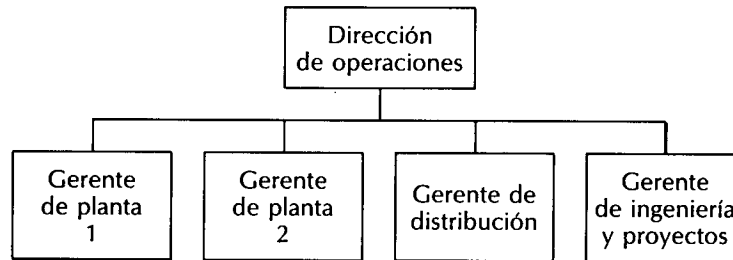 Dirección
de operaciones
Gerente
de planta
1
Gerente
de planta
2
Gerente de
distribución
Gerente
de ingeniería
y proyectos